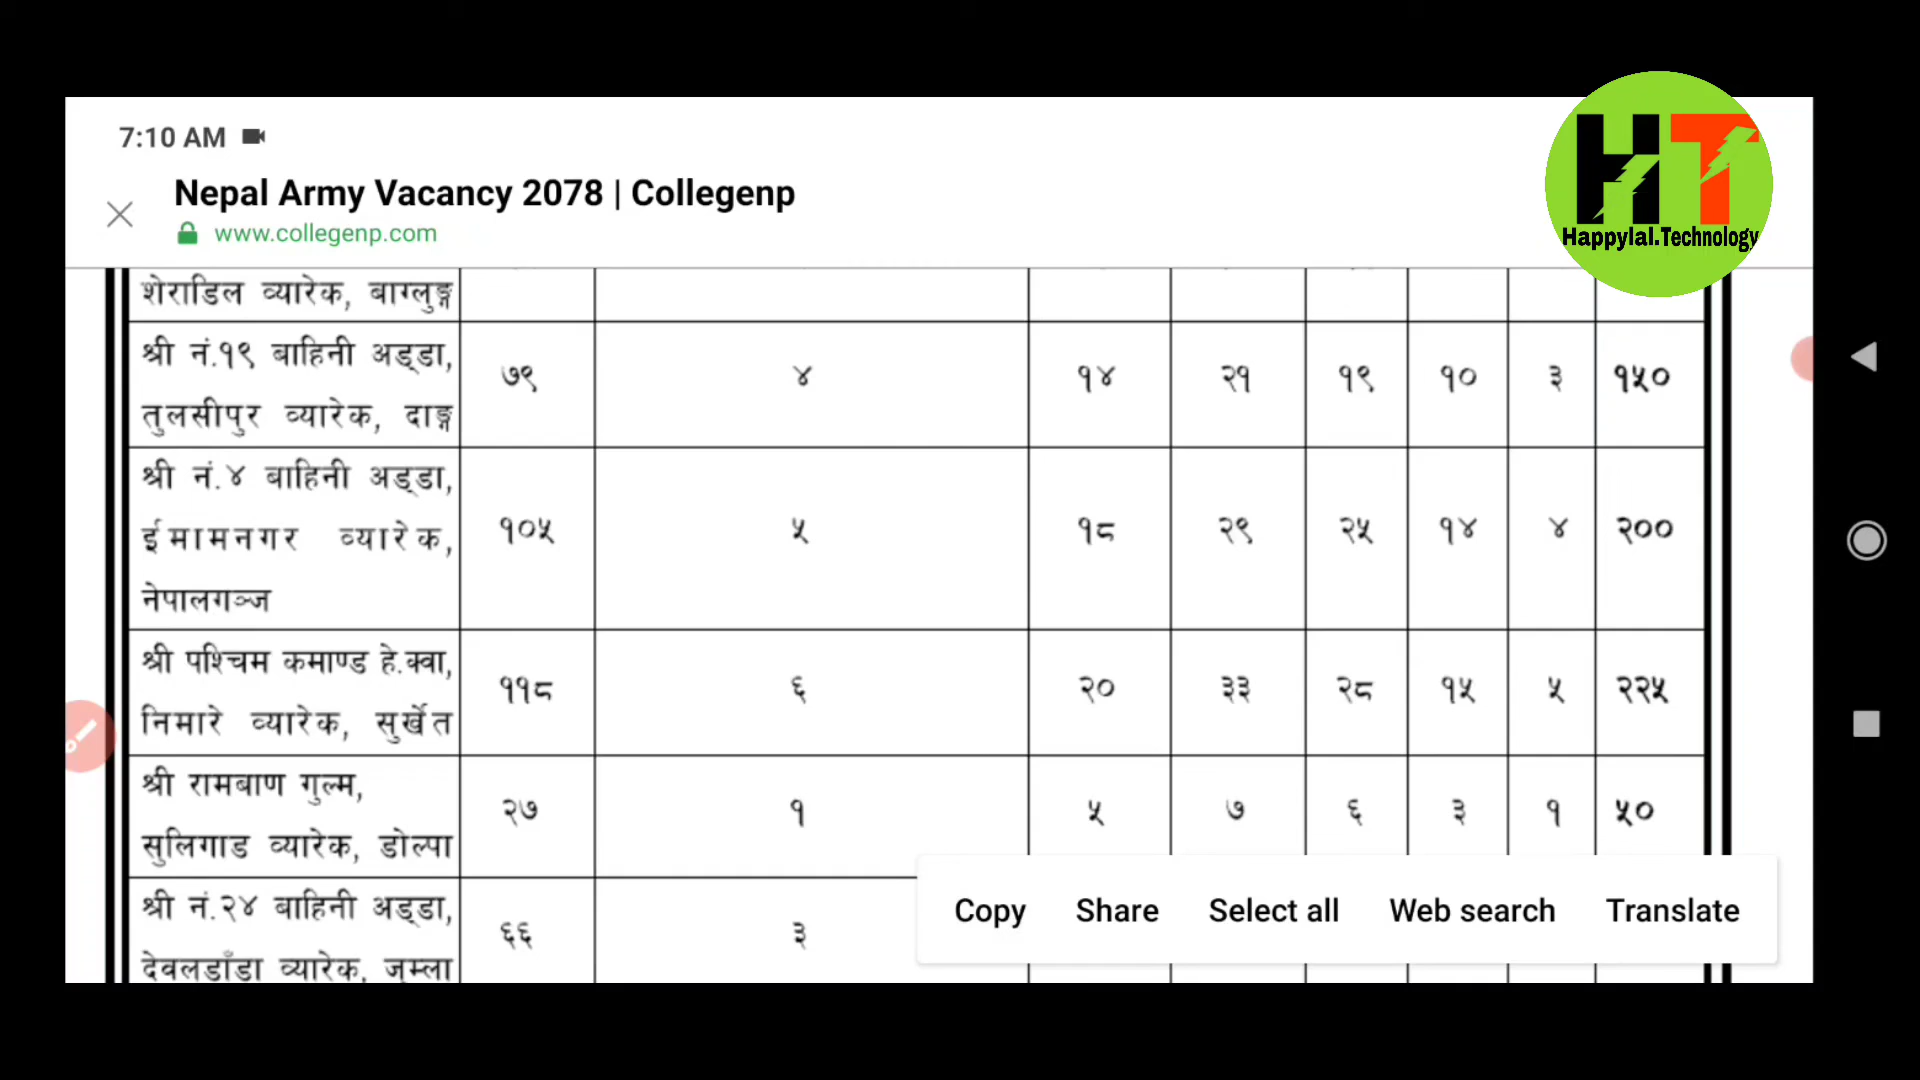 7:10 AM
Nepal Army Vacancy 2078 | Collegenp
www.collegenp.com
HT
Happylal.Technology
शेराडिल व्यारेक, बाग्लुङ्ग
श्री नं.१९ बाहिनी अड्डा,
तुलसीपुर व्यारेक, दाङ्ग
७९ ४ १४ २१ १९ १० ३ १५०
श्री नं.४ बाहिनी अड्डा,
ईमामनगर व्यारेक,
नेपालगञ्ज
१०५ ५ १८ २९ २५ १४ ४ २००
श्री पश्चिम कमाण्ड हे.क्वा,
निमारे व्यारेक, सुर्खेत
११८ ६ २० ३३ २८ १५ ५ २२५
श्री रामबाण गुल्म,
सुलिगाड व्यारेक, डोल्पा
२७ १ ५ ७ ६ ३ १ ५०
श्री नं.२४ बाहिनी अड्डा,
देवलडाँडा व्यारेक, जुम्ला
६६ ३
Copy Share Select all Web search Translate